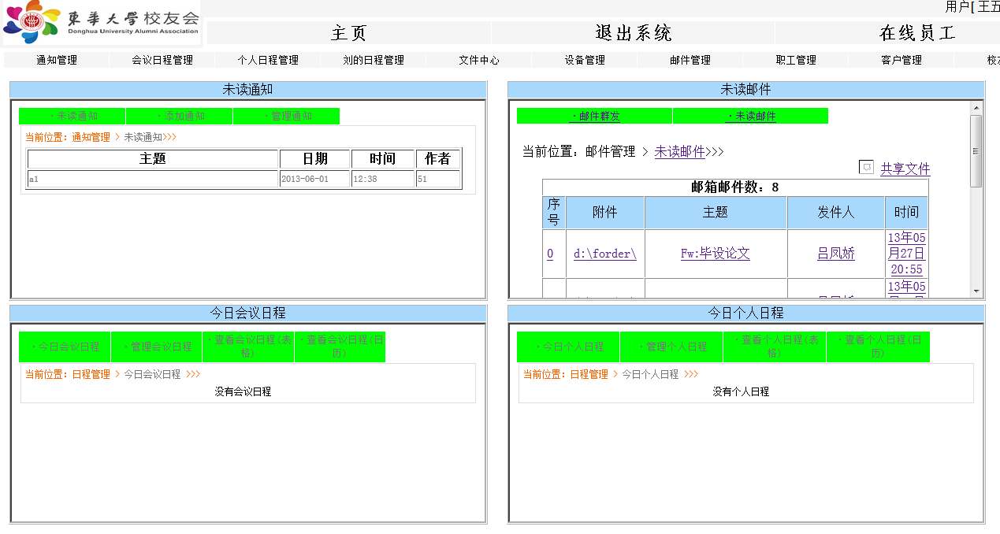 用户[ 王五
東華大學校友会
Donghua University Alumni Association
主页 退出系统 在线员工
通知管理 会议日程管理 个人日程管理 刘的日程管理 文件中心 设备管理 邮件管理 职工管理 客户管理
未读通知
·未读通知 ·添加通知 ·管理通知
当前位置：通知管理 > 未读通知>>>
主题 日期 时间 作者
a1 2013-06-01 12:38 51
未读邮件
·邮件群发 ·未读邮件
当前位置：邮件管理 > 未读邮件>>>
共享文件
邮箱邮件数：8
序号 附件 主题 发件人 时间
0 d:\forder\ Fw:毕设论文 吕凤娇 13年05月27日 20:55
13年05
今日会议日程
·今日会议日程 ·管理会议日程 ·查看会议日程(表格) ·查看会议日程(日历)
当前位置：日程管理 > 今日会议日程 >>>
没有会议日程
今日个人日程
·今日个人日程 ·管理个人日程 ·查看个人日程(表格) ·查看个人日程(日历)
当前位置：日程管理 > 今日个人日程 >>>
没有个人日程